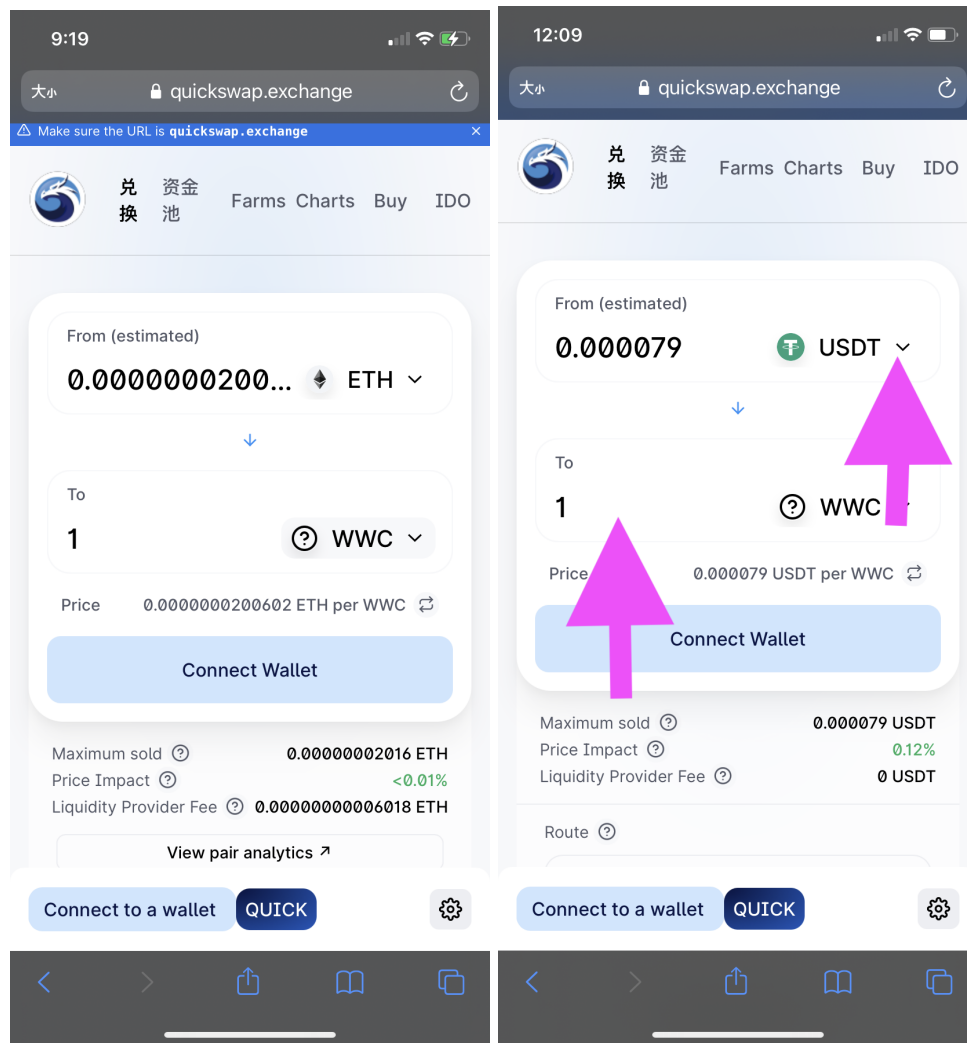 9:19
大小 quickswap.exchange
Make sure the URL is quickswap.exchange ×
兑换 资金池 Farms Charts Buy IDO
From (estimated)
0.0000000200... ETH
To
1 WWC
Price 0.0000000200602 ETH per WWC
Connect Wallet
Maximum sold ? 0.00000002016 ETH
Price Impact ? <0.01%
Liquidity Provider Fee ? 0.00000000006018 ETH
View pair analytics ↗
Connect to a wallet QUICK
12:09
大小 quickswap.exchange
兑换 资金池 Farms Charts Buy IDO
From (estimated)
0.000079 USDT
To
1 WWC
Price 0.000079 USDT per WWC
Connect Wallet
Maximum sold ? 0.000079 USDT
Price Impact ? 0.12%
Liquidity Provider Fee ? 0 USDT
Route ?
Connect to a wallet QUICK